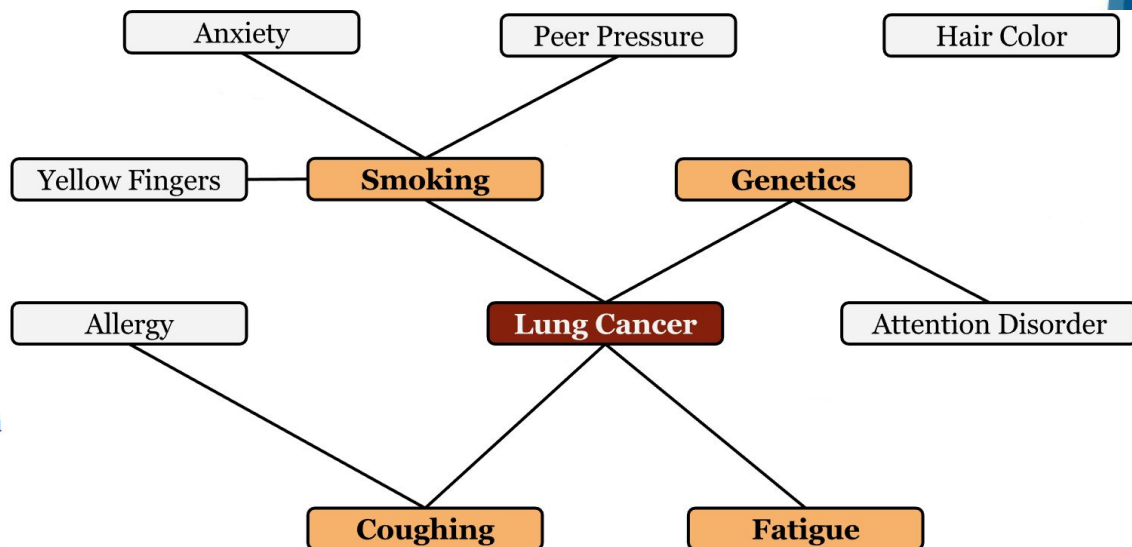 Anxiety
Peer Pressure
Hair Color
Yellow Fingers
Smoking
Genetics
Allergy
Lung Cancer
Attention Disorder
Coughing
Fatigue